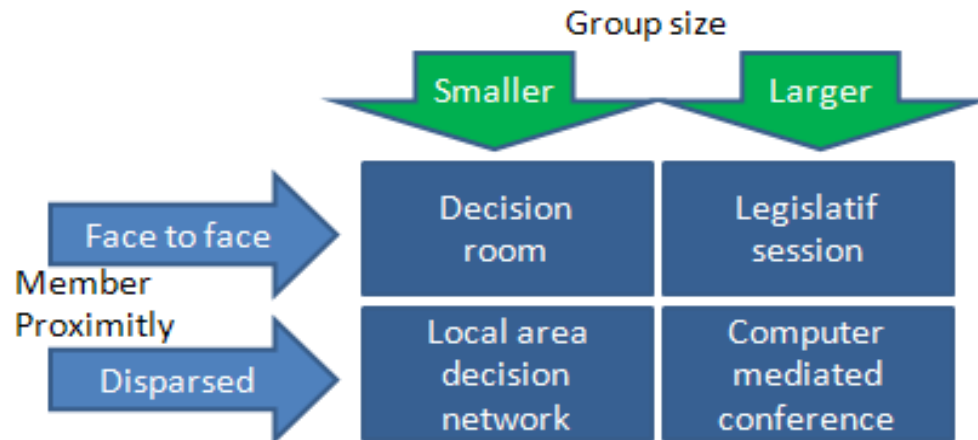 Group size
Smaller
Larger
Face to face
Decision
room
Legislatif
session
Member
Proximitly
Disparsed
Local area
decision
network
Computer
mediated
conference